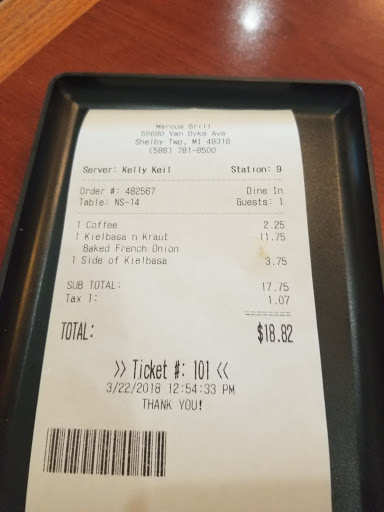 Marcus Grill
55690 Van Dyke Ave
Shelby Twp, MI 48316
(586) 781-8500
Server: Kelly Keil Station: 9
Order #: 482567 Dine In
Table: NS-14 Guests: 1
1 Coffee 2.25
1 Kielbasa n Kraut 11.75
Baked French Onion
1 Side of Kielbasa 3.75
SUB TOTAL: 17.75
Tax 1: 1.07
========
TOTAL: $18.82
>> Ticket #: 101 <<
3/22/2018 12:54:33 PM
THANK YOU!